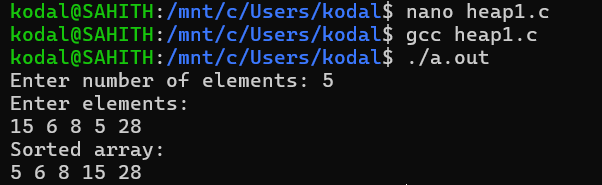 kodal@SAHITH:/mnt/c/Users/kodal$ nano heap1.c
kodal@SAHITH:/mnt/c/Users/kodal$ gcc heap1.c
kodal@SAHITH:/mnt/c/Users/kodal$ ./a.out
Enter number of elements: 5
Enter elements:
15 6 8 5 28
Sorted array:
5 6 8 15 28